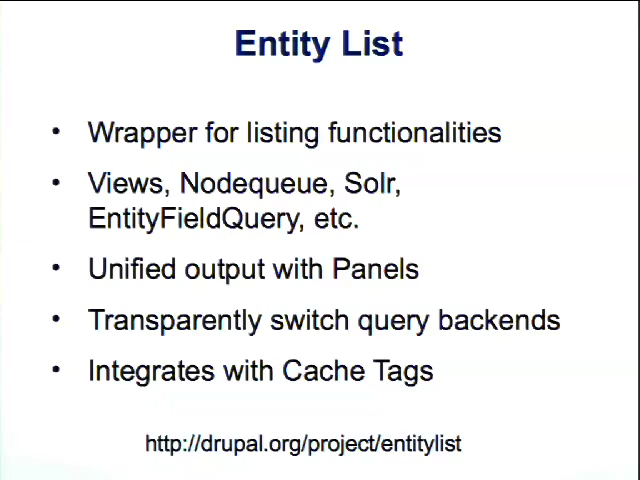 Entity List
• Wrapper for listing functionalities
• Views, Nodequeue, Solr,
EntityFieldQuery, etc.
• Unified output with Panels
• Transparently switch query backends
• Integrates with Cache Tags
http://drupal.org/project/entitylist